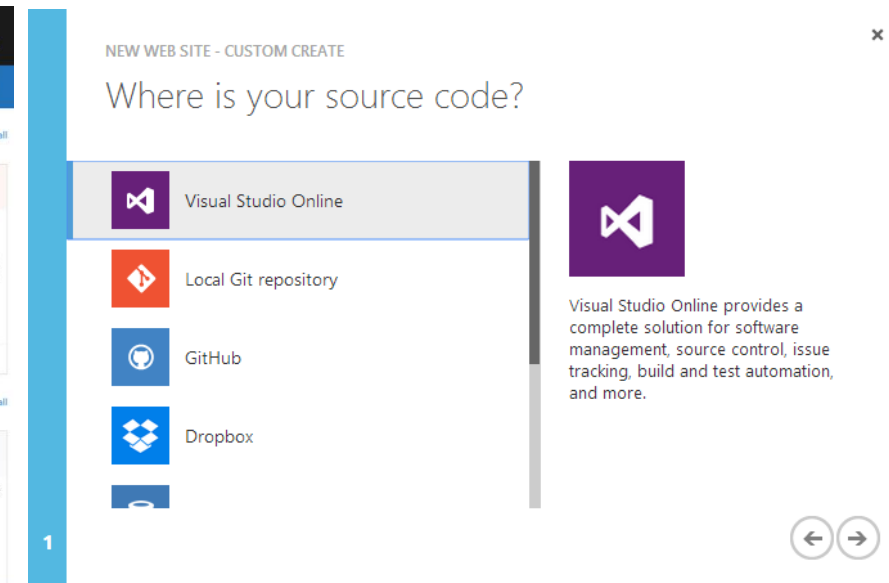 all
NEW WEB SITE - CUSTOM CREATE
Where is your source code?
Visual Studio Online
Local Git repository
GitHub
Dropbox
Visual Studio Online provides a
complete solution for software
management, source control, issue
tracking, build and test automation,
and more.
all
1